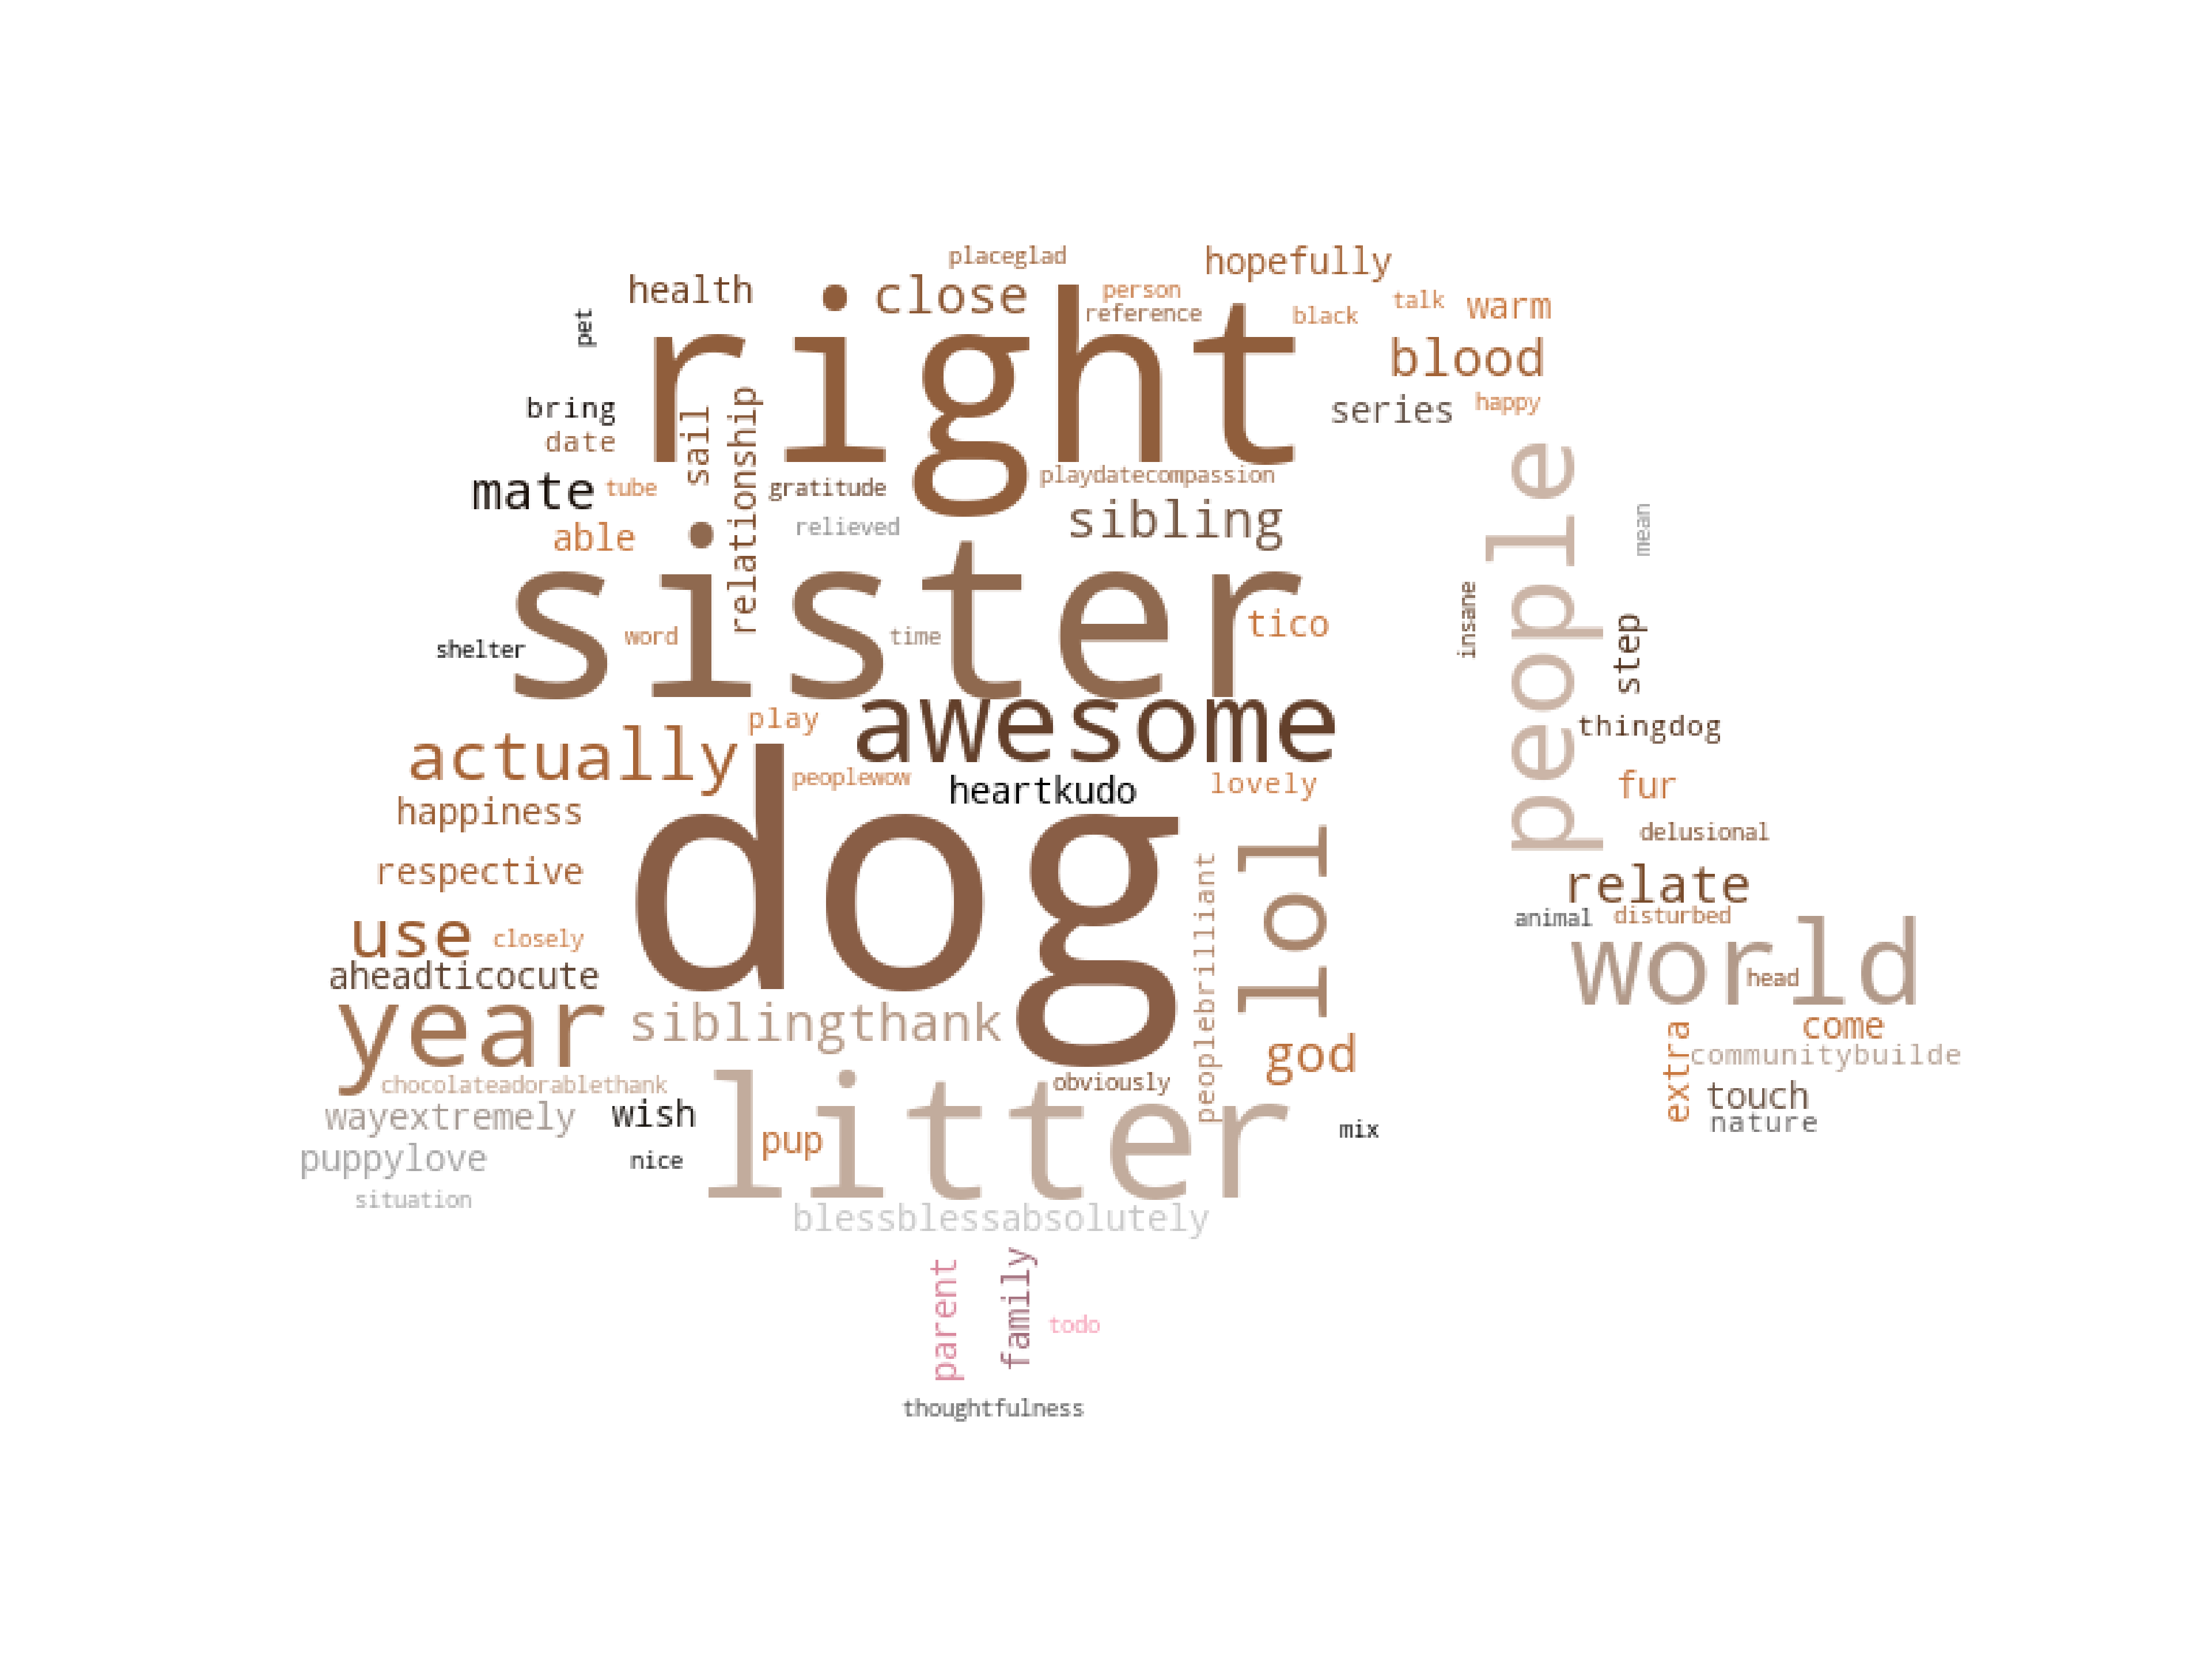 placeglad
hopefully
health
close
person
talk
warm
reference
black
pet
right
blood
bring
series
happy
date
sail
relationship
people
mate
tube
gratitude
playdatecompassion
able
relieved
sibling
mean
sister
tico
insane
step
shelter
word
time
awesome
play
thingdog
actually
peoplewow
heartkudo
lovely
fur
happiness
dog
lol
delusional
respective
peoplebrilliant
relate
use
closely
animal
disturbed
aheadticocute
world
head
year
siblingthank
god
extra
come
communitybuilde
chocolateadorablethank
obviously
touch
wayextremely
wish
litter
nature
pup
mix
puppylove
nice
situation
blessblessabsolutely
parent
family
todo
thoughtfulness